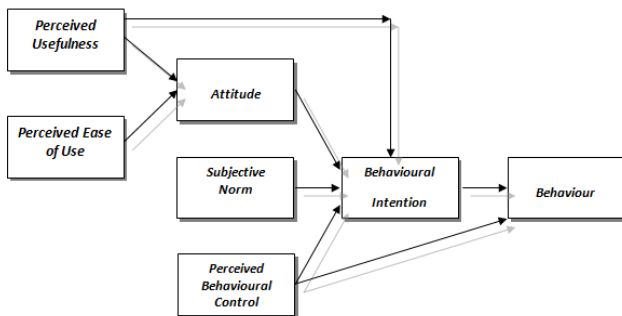 Perceived
Usefulness
Attitude
Perceived Ease
of Use
Subjective
Norm
Behavioural
Intention
Behaviour
Perceived
Behavioural
Control